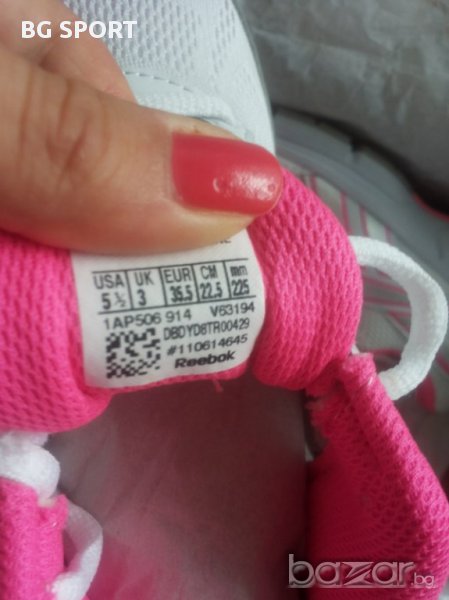 BG SPORT
USA UK EUR CM mm
5 ½ 3 35.5 22.5 225
1AP506 914 V63194
DBDYD8TR00429
#110614645
Reebok
bazar.bg